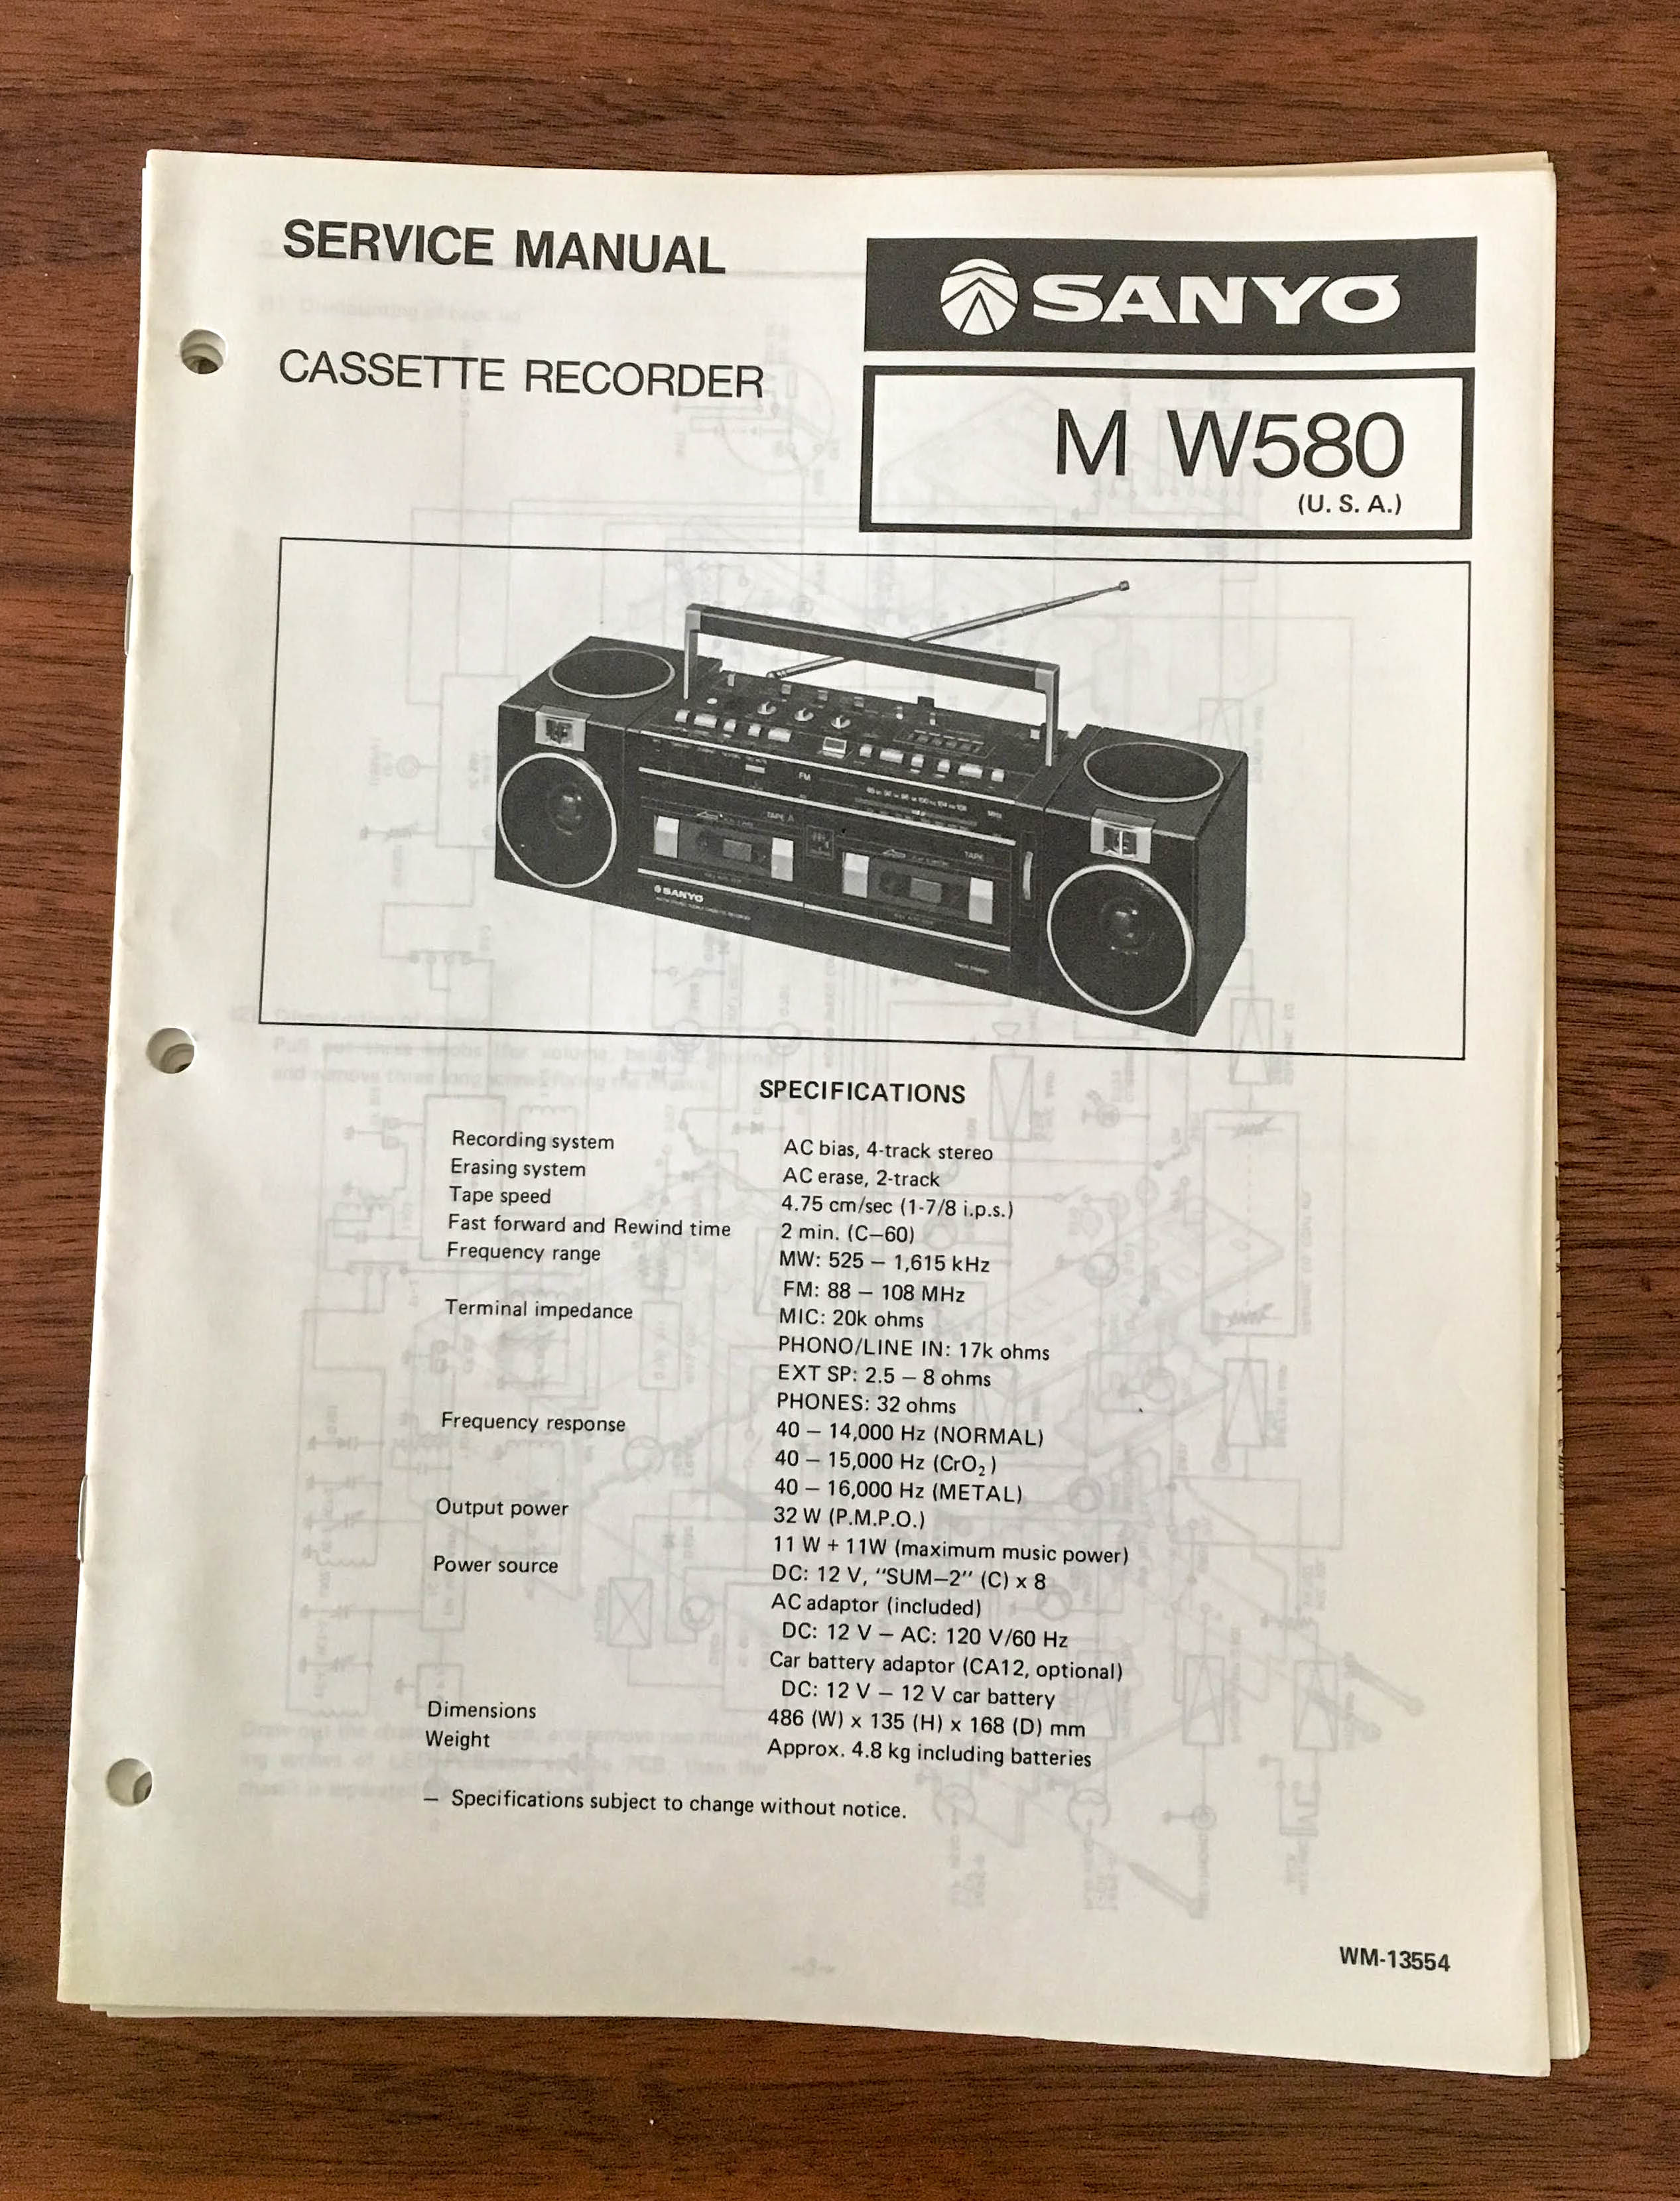 SERVICE MANUAL
SANYO
CASSETTE RECORDER
M W580
(U. S. A.)
FM
TAPE A
TAPE
SANYO
SPECIFICATIONS
Recording system AC bias, 4-track stereo
Erasing system AC erase, 2-track
Tape speed 4.75 cm/sec (1-7/8 i.p.s.)
Fast forward and Rewind time 2 min. (C–60)
Frequency range MW: 525 – 1,615 kHz
FM: 88 – 108 MHz
Terminal impedance MIC: 20k ohms
PHONO/LINE IN: 17k ohms
EXT SP: 2.5 – 8 ohms
PHONES: 32 ohms
Frequency response 40 – 14,000 Hz (NORMAL)
40 – 15,000 Hz (CrO₂)
40 – 16,000 Hz (METAL)
Output power 32 W (P.M.P.O.)
11 W + 11W (maximum music power)
Power source DC: 12 V, “SUM–2” (C) x 8
AC adaptor (included)
DC: 12 V – AC: 120 V/60 Hz
Car battery adaptor (CA12, optional)
DC: 12 V – 12 V car battery
Dimensions 486 (W) x 135 (H) x 168 (D) mm
Weight Approx. 4.8 kg including batteries
– Specifications subject to change without notice.
WM-13554